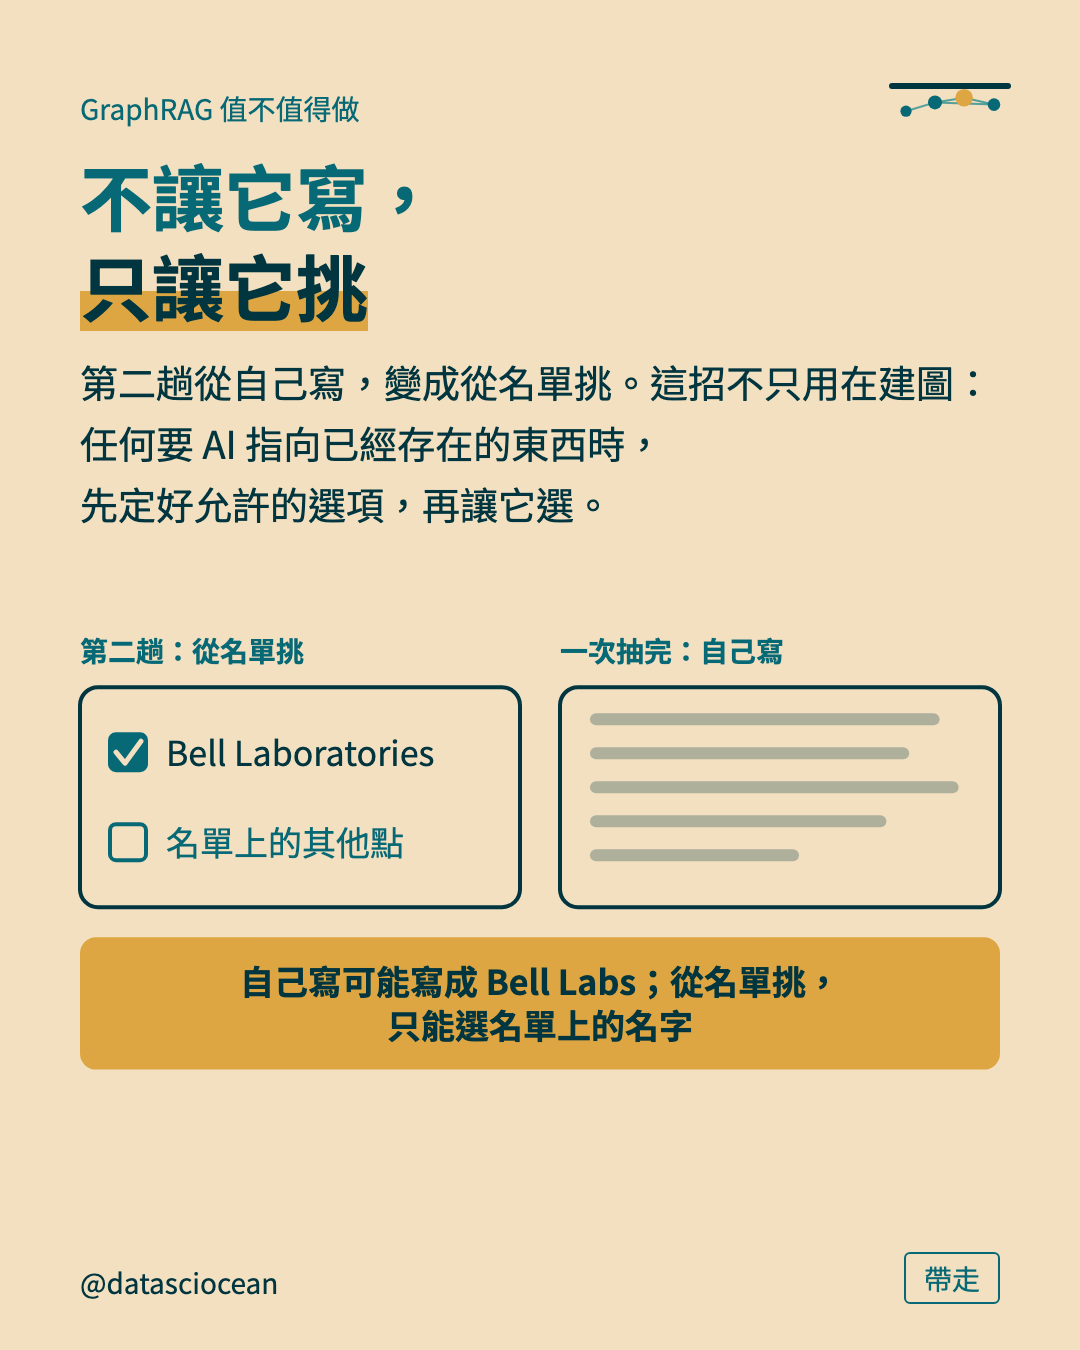 GraphRAG 值不值得做
不讓它寫，
只讓它挑
第二趟從自己寫，變成從名單挑。這招不只用在建圖：
任何要 AI 指向已經存在的東西時，
先定好允許的選項，再讓它選。
第二趟：從名單挑
Bell Laboratories
名單上的其他點
一次抽完：自己寫
自己寫可能寫成 Bell Labs；從名單挑，
只能選名單上的名字
@datasciocean
帶走